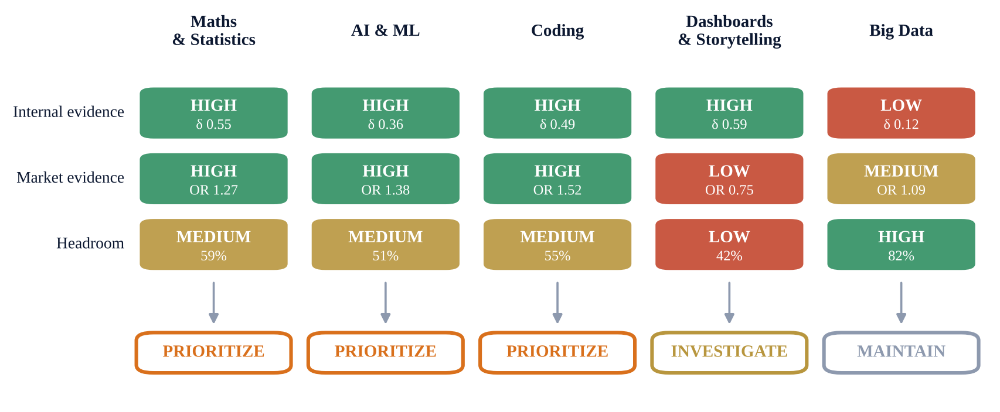 Maths
& Statistics
AI & ML
Coding
Dashboards
& Storytelling
Big Data
Internal evidence
HIGH
δ 0.55
HIGH
δ 0.36
HIGH
δ 0.49
HIGH
δ 0.59
LOW
δ 0.12
Market evidence
HIGH
OR 1.27
HIGH
OR 1.38
HIGH
OR 1.52
LOW
OR 0.75
MEDIUM
OR 1.09
Headroom
MEDIUM
59%
MEDIUM
51%
MEDIUM
55%
LOW
42%
HIGH
82%
PRIORITIZE
PRIORITIZE
PRIORITIZE
INVESTIGATE
MAINTAIN